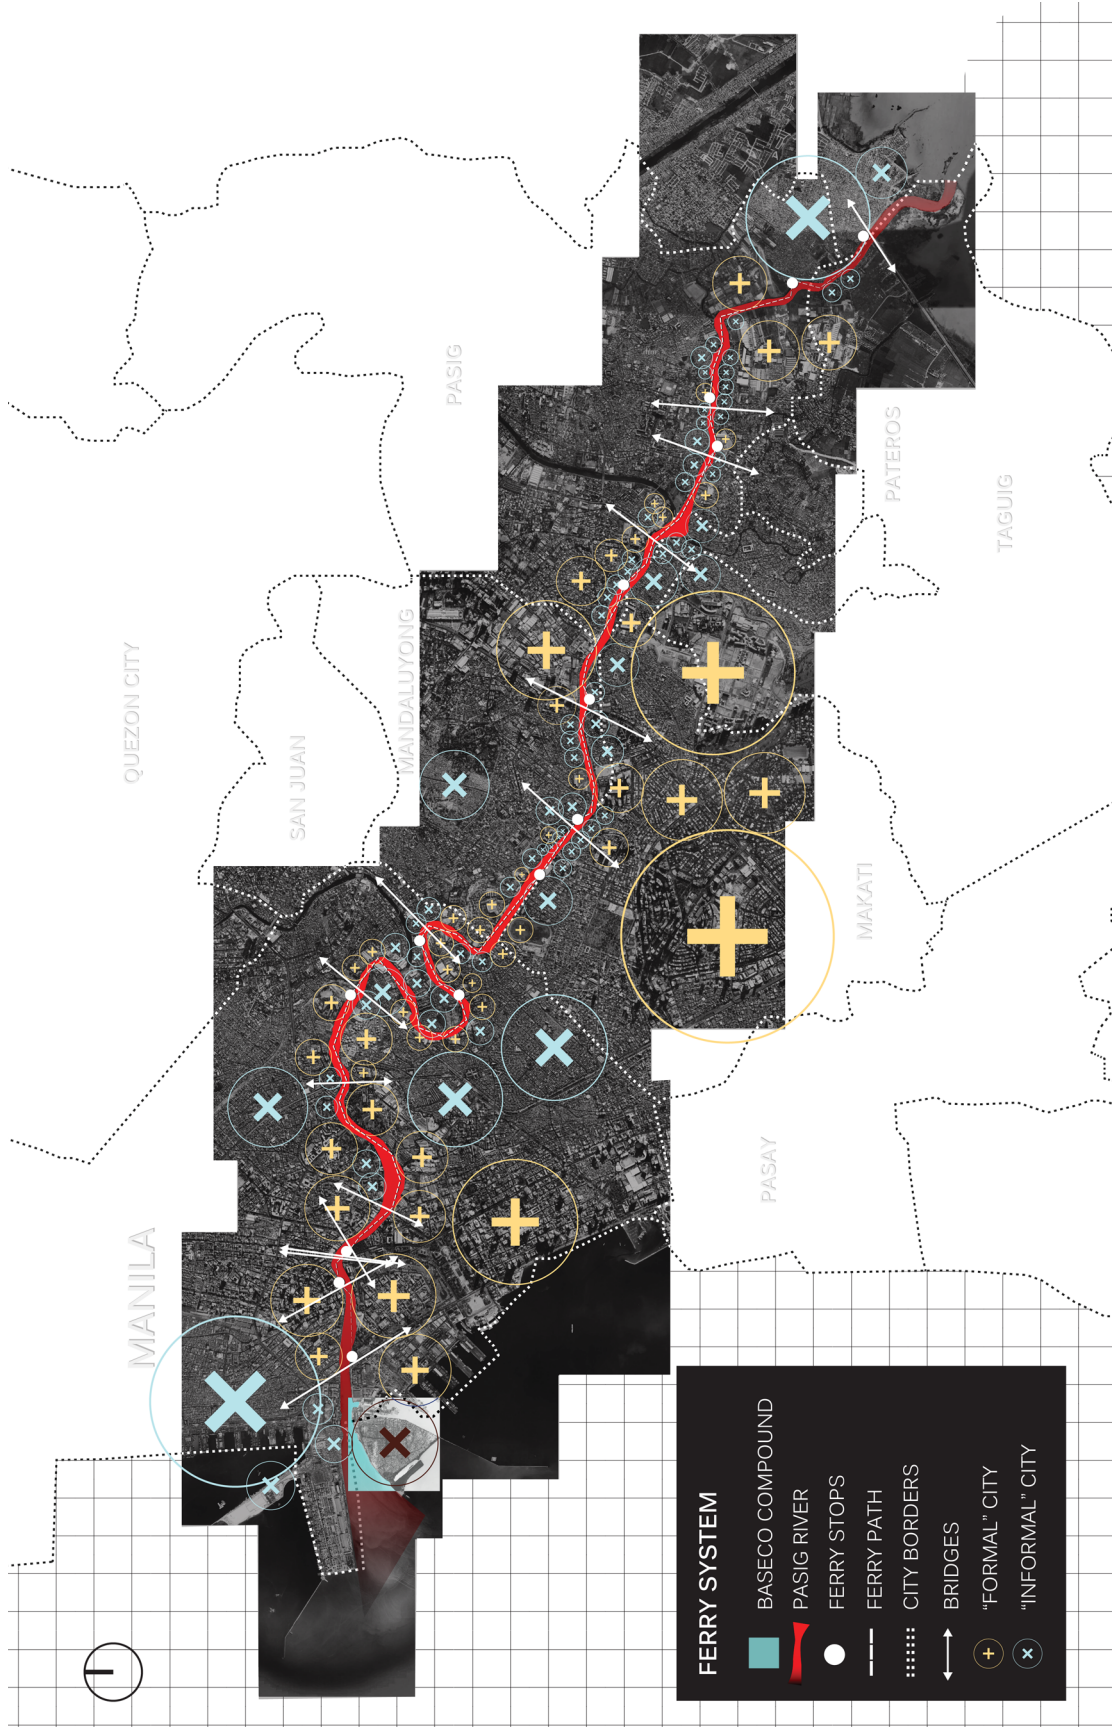 QUEZON CITY
SAN JUAN
MANDALUYONG
PASIG
MANILA
PASAY
MAKATI
PATEROS
TAGUIG
FERRY SYSTEM
BASECO COMPOUND
PASIG RIVER
FERRY STOPS
FERRY PATH
CITY BORDERS
BRIDGES
"FORMAL" CITY
"INFORMAL" CITY